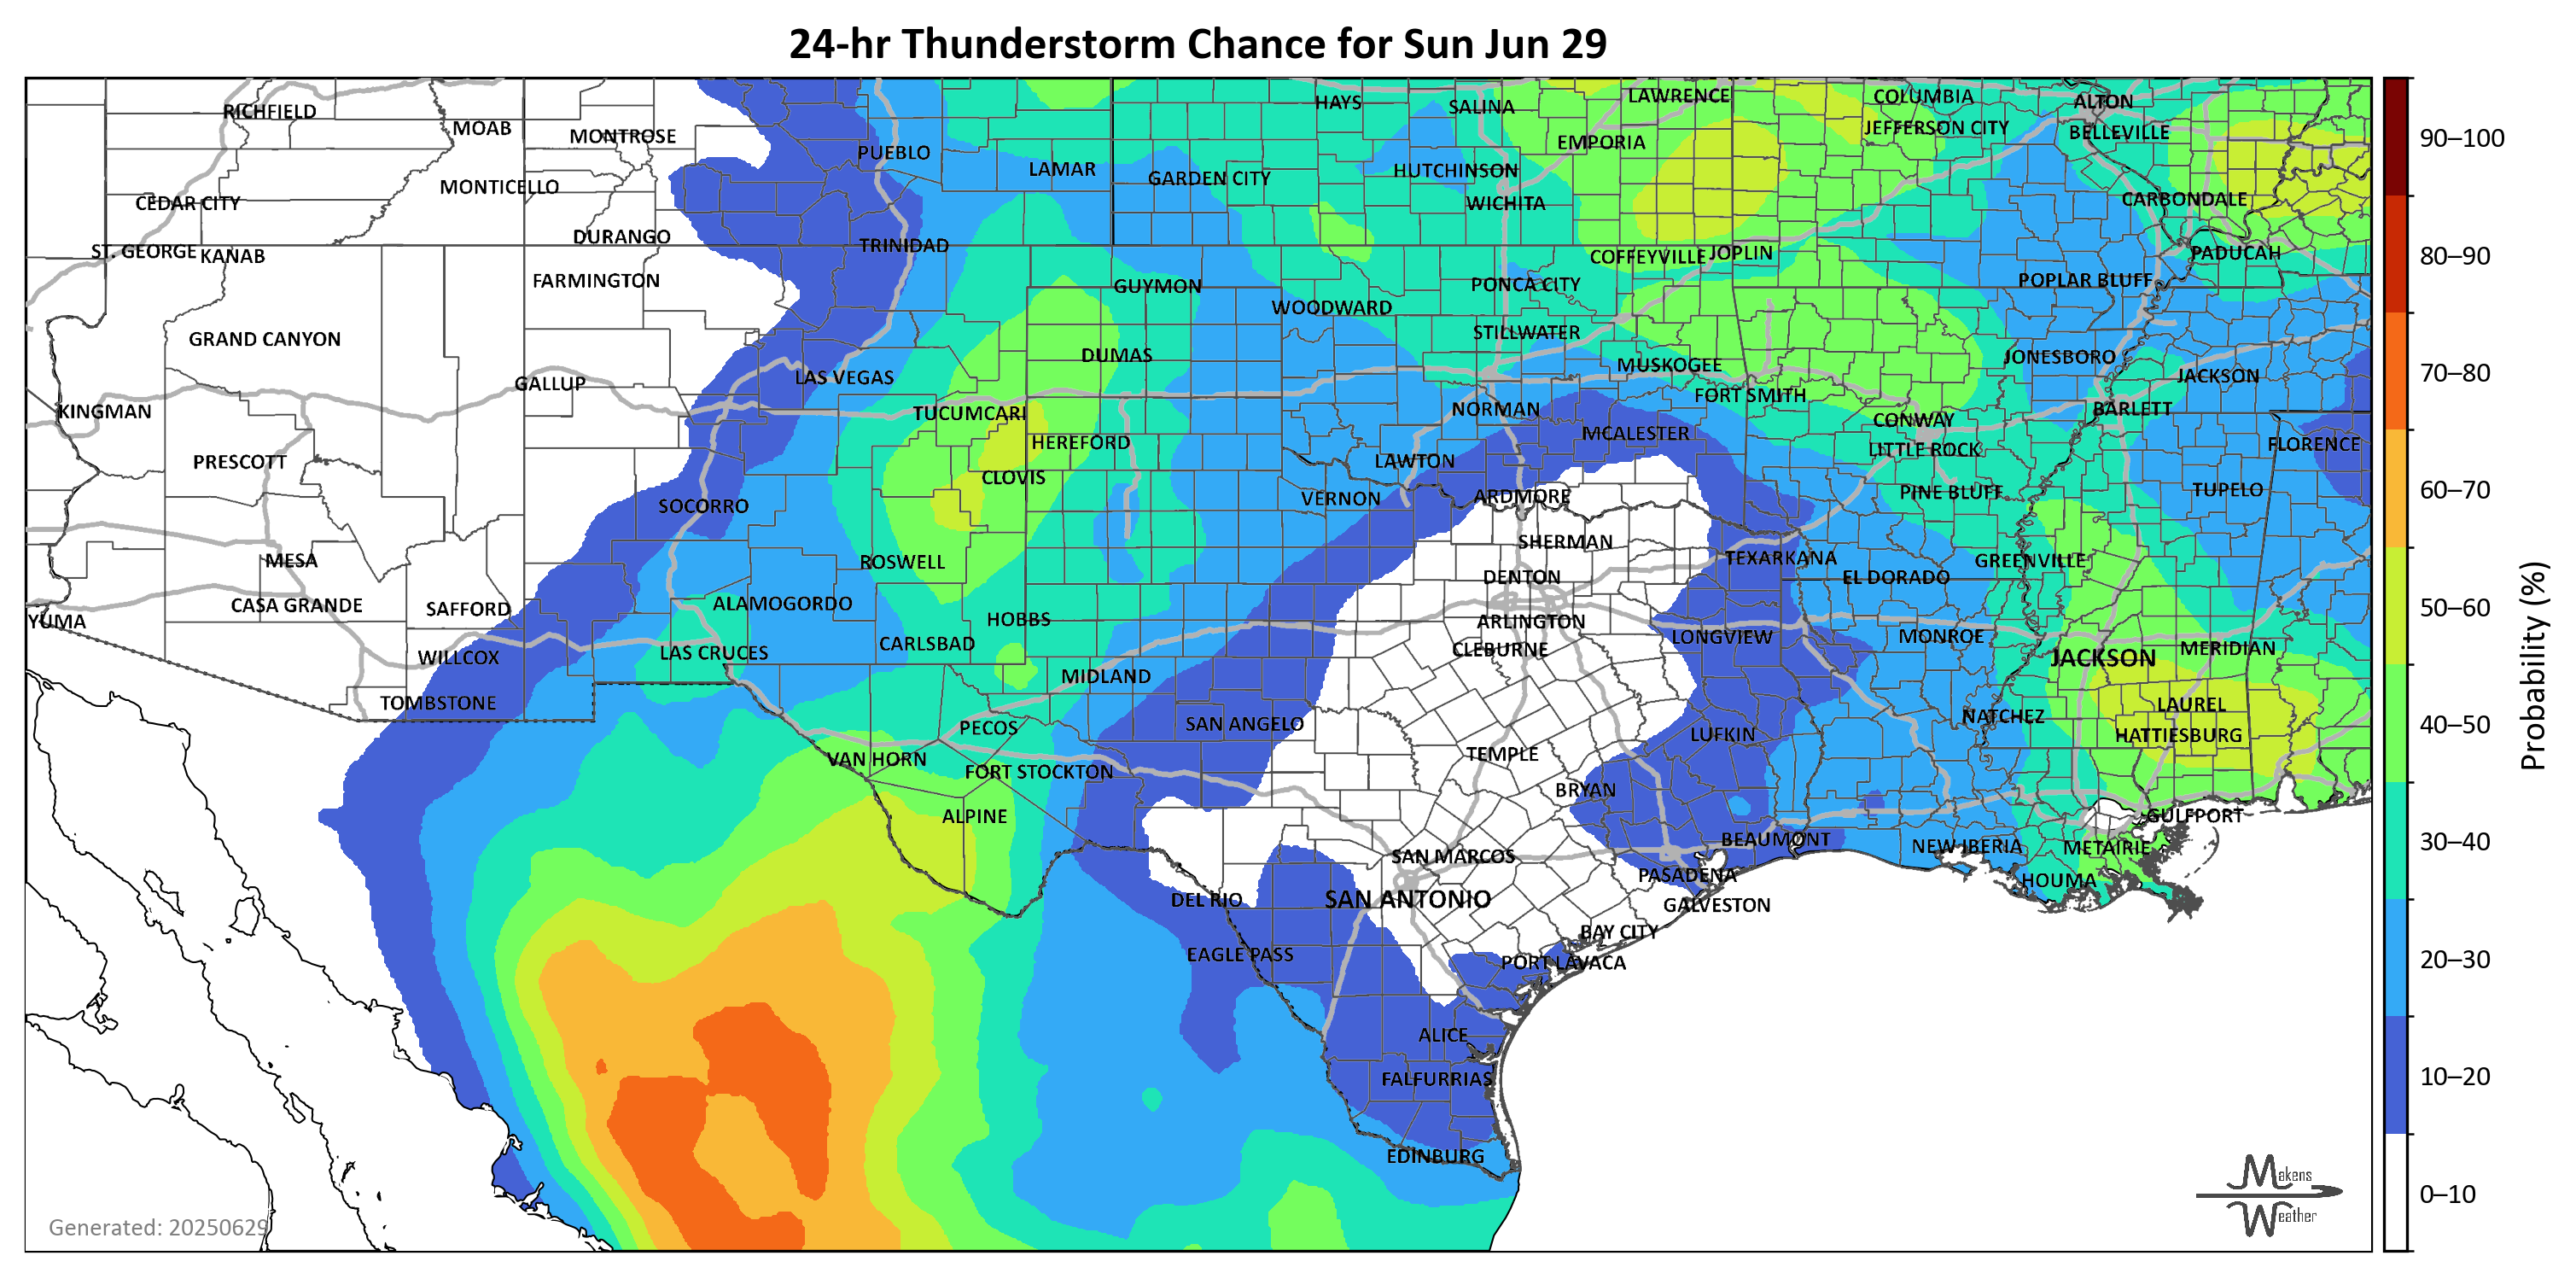 24-hr Thunderstorm Chance for Sun Jun 29
RICHFIELD
MOAB
MONTROSE
PUEBLO
LAMAR
HAYS
SALINA
LAWRENCE
COLUMBIA
ALTON
EMPORIA
JEFFERSON CITY
BELLEVILLE
90–100
MONTICELLO
CEDAR CITY
GARDEN CITY
HUTCHINSON
WICHITA
CARBONDALE
ST. GEORGE
KANAB
DURANGO
TRINIDAD
COFFEYVILLE
JOPLIN
PADUCAH
80–90
FARMINGTON
GUYMON
WOODWARD
PONCA CITY
POPLAR BLUFF
GRAND CANYON
DUMAS
STILLWATER
MUSKOGEE
JONESBORO
JACKSON
70–80
KINGMAN
GALLUP
LAS VEGAS
TUCUMCARI
NORMAN
FORT SMITH
CONWAY
BARLETT
PRESCOTT
HEREFORD
CLOVIS
LAWTON
MCALESTER
LITTLE ROCK
FLORENCE
SOCORRO
VERNON
ARDMORE
PINE BLUFF
TUPELO
60–70
MESA
ROSWELL
SHERMAN
TEXARKANA
GREENVILLE
YUMA
CASA GRANDE
SAFFORD
ALAMOGORDO
HOBBS
DENTON
ARLINGTON
EL DORADO
50–60
WILLCOX
LAS CRUCES
CARLSBAD
CLEBURNE
LONGVIEW
MONROE
JACKSON
MERIDIAN
TOMBSTONE
MIDLAND
PECOS
SAN ANGELO
LUFKIN
NATCHEZ
LAUREL
HATTIESBURG
40–50
VAN HORN
FORT STOCKTON
TEMPLE
BRYAN
ALPINE
BEAUMONT
NEW IBERIA
GULFPORT
METAIRIE
30–40
DEL RIO
SAN MARCOS
SAN ANTONIO
PASADENA
GALVESTON
HOUMA
EAGLE PASS
BAY CITY
PORT LAVACA
20–30
ALICE
FALFURRIAS
10–20
EDINBURG
0–10
Probability (%)
Generated: 20250629
Makens
Weather